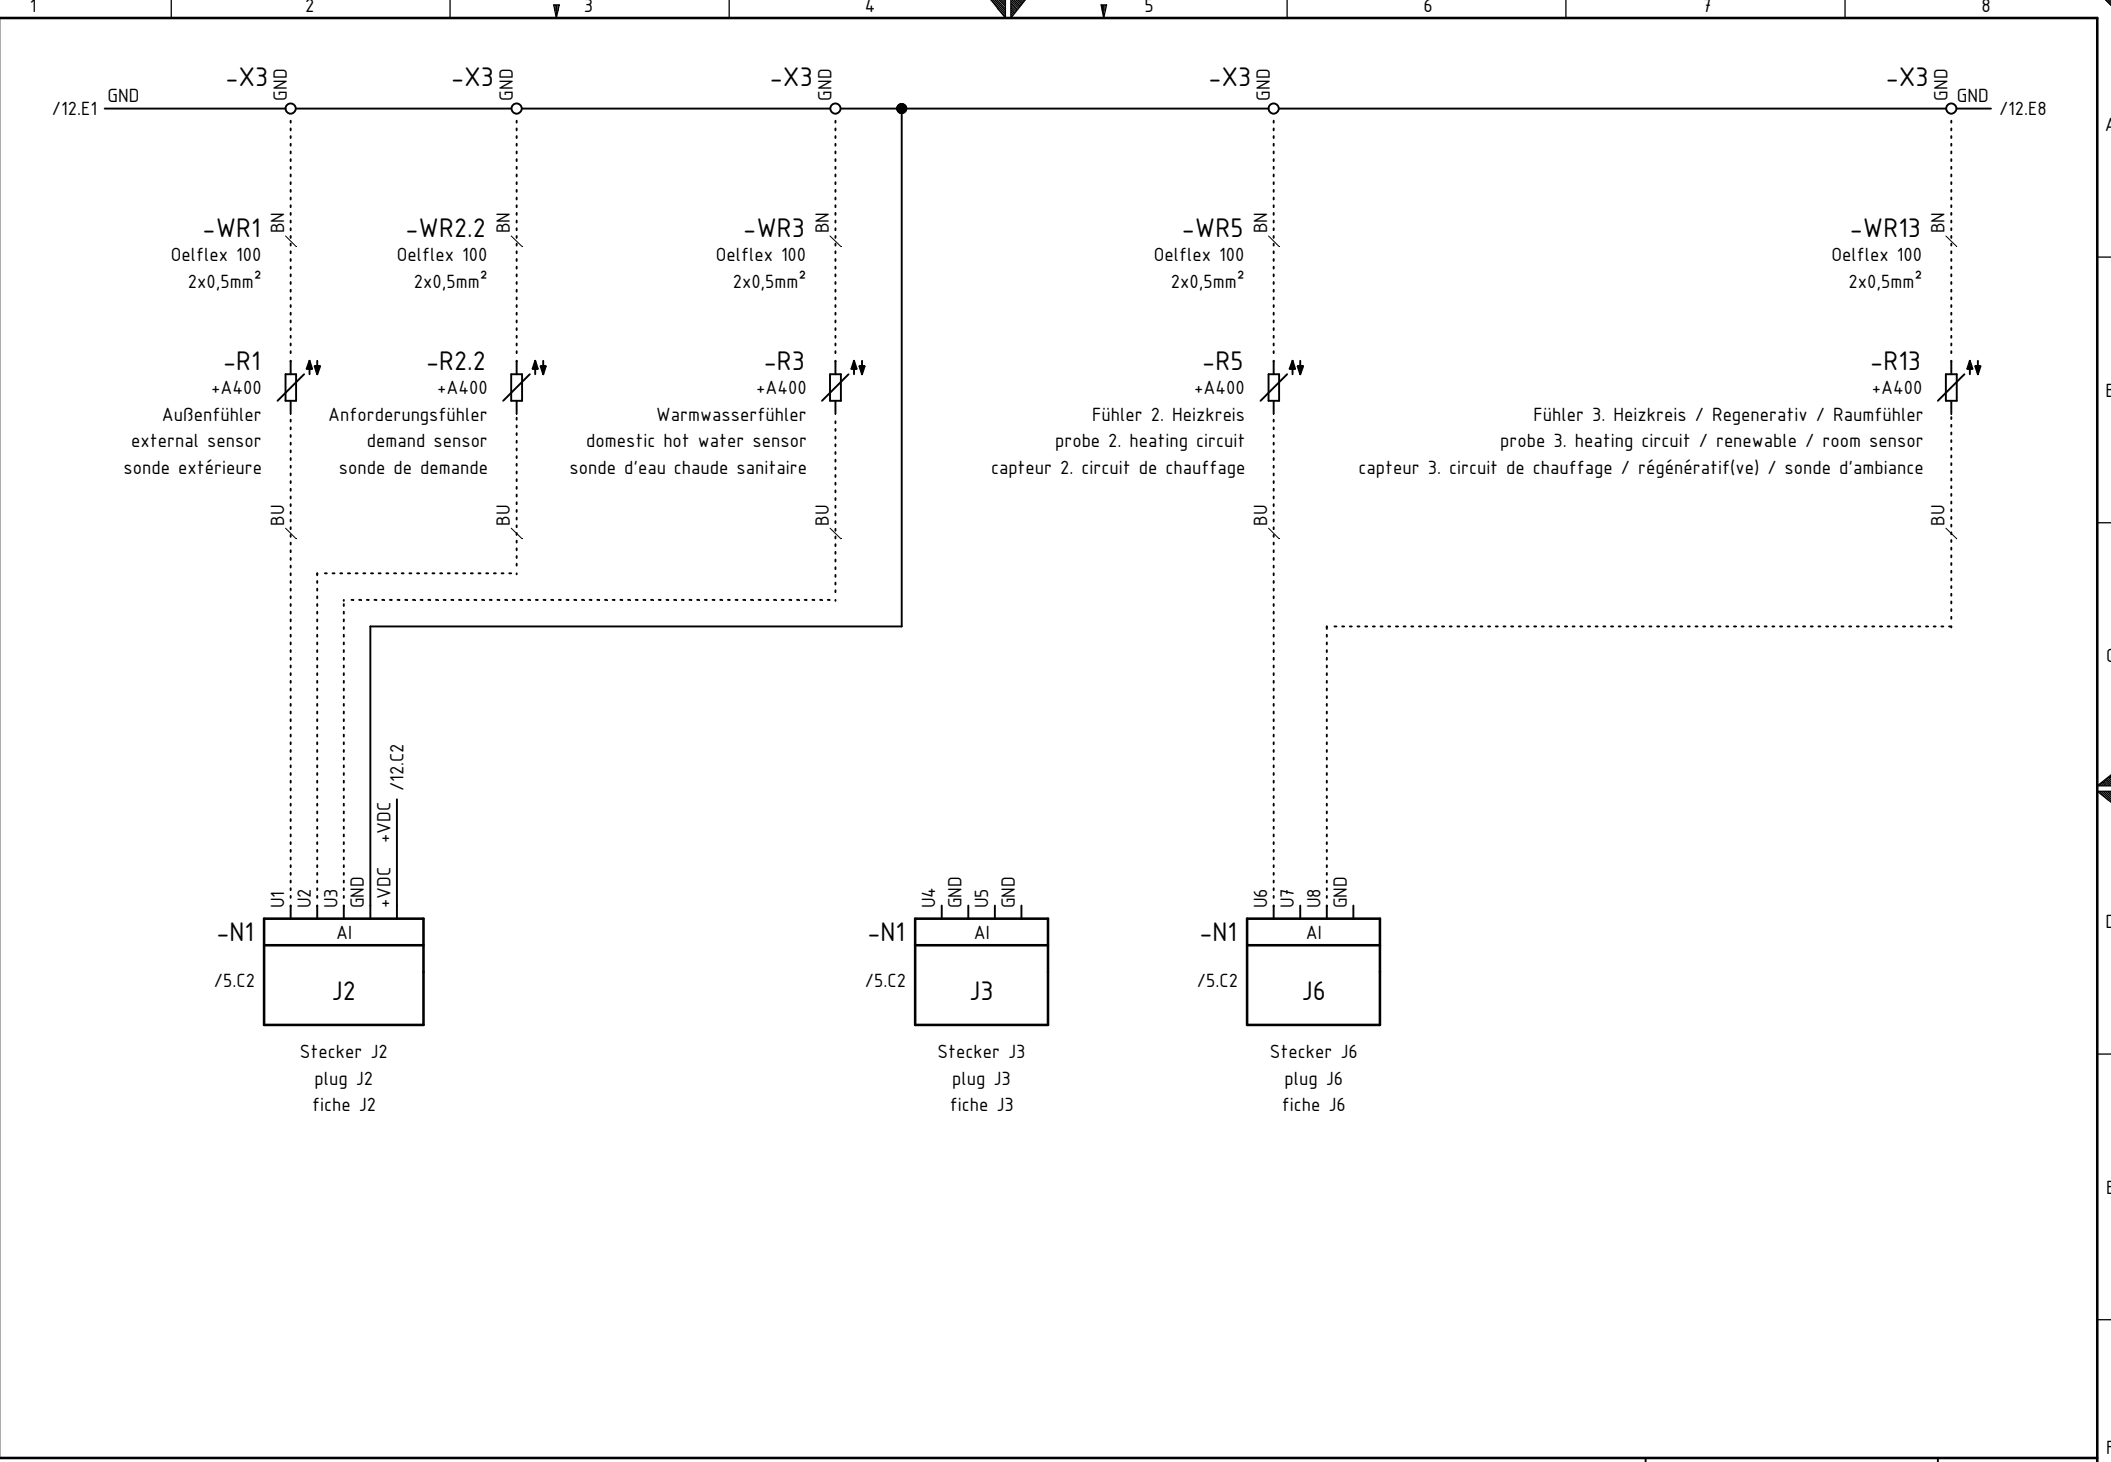 1 2 3 4 5 6 7 8
-X3 GND -X3 GND -X3 GND -X3 GND -X3 GND
/12.E1 GND GND /12.E8
A
-WR1 BN -WR2.2 BN -WR3 BN -WR5 BN -WR13 BN
Oelflex 100 Oelflex 100 Oelflex 100 Oelflex 100 Oelflex 100
2x0,5mm² 2x0,5mm² 2x0,5mm² 2x0,5mm² 2x0,5mm²
-R1 -R2.2 -R3 -R5 -R13
+A400 +A400 +A400 +A400 +A400
Außenfühler Anforderungsfühler Warmwasserfühler Fühler 2. Heizkreis Fühler 3. Heizkreis / Regenerativ / Raumfühler
external sensor demand sensor domestic hot water sensor probe 2. heating circuit probe 3. heating circuit / renewable / room sensor
sonde extérieure sonde de demande sonde d'eau chaude sanitaire capteur 2. circuit de chauffage capteur 3. circuit de chauffage / régénératif(ve) / sonde d'ambiance
BU BU BU BU BU
/12.C2
+VDC
U1 U2 U3 GND +VDC U4 GND U5 GND U6 U7 U8 GND
-N1 AI -N1 AI -N1 AI
/5.C2 J2 /5.C2 J3 /5.C2 J6
Stecker J2 Stecker J3 Stecker J6
plug J2 plug J3 plug J6
fiche J2 fiche J3 fiche J6